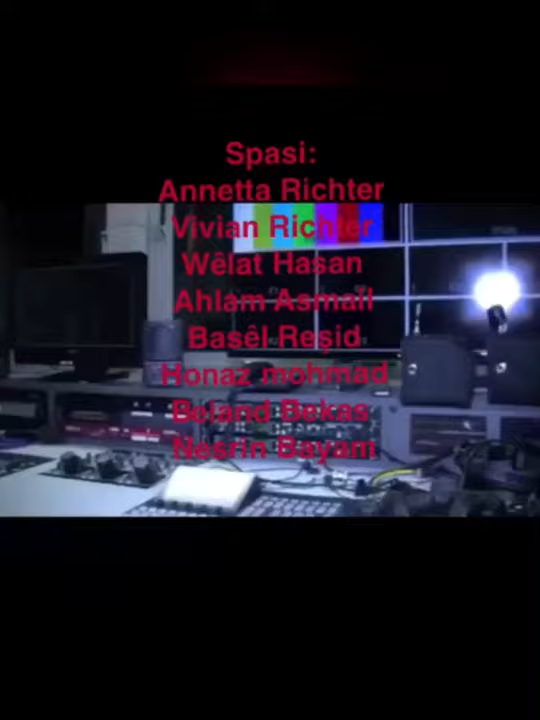 Spasi:
Annetta Richter
Vivian Richter
Wêlat Hasan
Ahlam Asmail
Basêl Reşid
Honaz mohmad
Beland Bekas
Nesrin Bayam